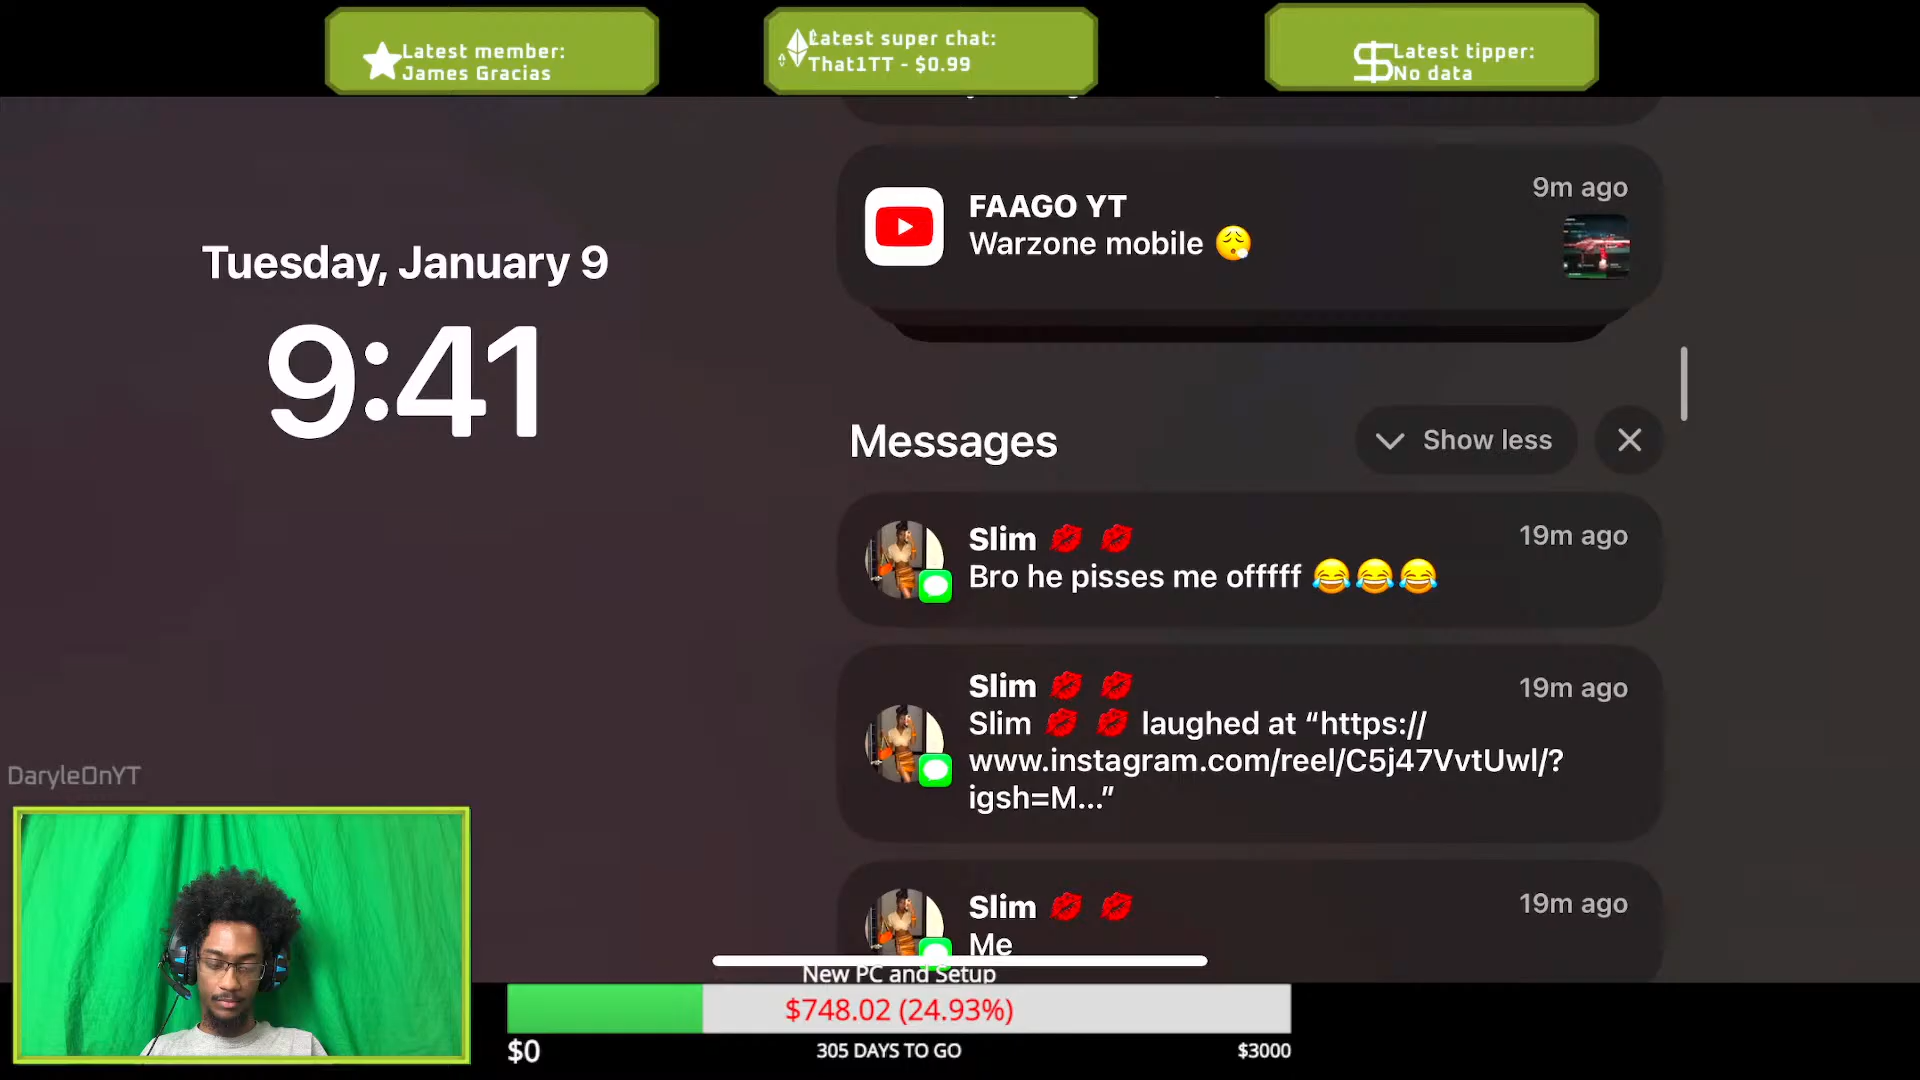 Latest member:
James Gracias
Latest super chat:
That1TT - $0.99
Latest tipper:
No data
Tuesday, January 9
9:41
FAAGO YT
9m ago
Warzone mobile 😮‍💨
Messages
Show less
Slim 💋 💋
19m ago
Bro he pisses me offfff 😂😂😂
Slim 💋 💋
19m ago
Slim 💋 💋 laughed at “https://
www.instagram.com/reel/C5j47VvtUwl/?
igsh=M...”
Slim 💋 💋
19m ago
Me
DaryleOnYT
New PC and Setup
$748.02 (24.93%)
$0
305 DAYS TO GO
$3000